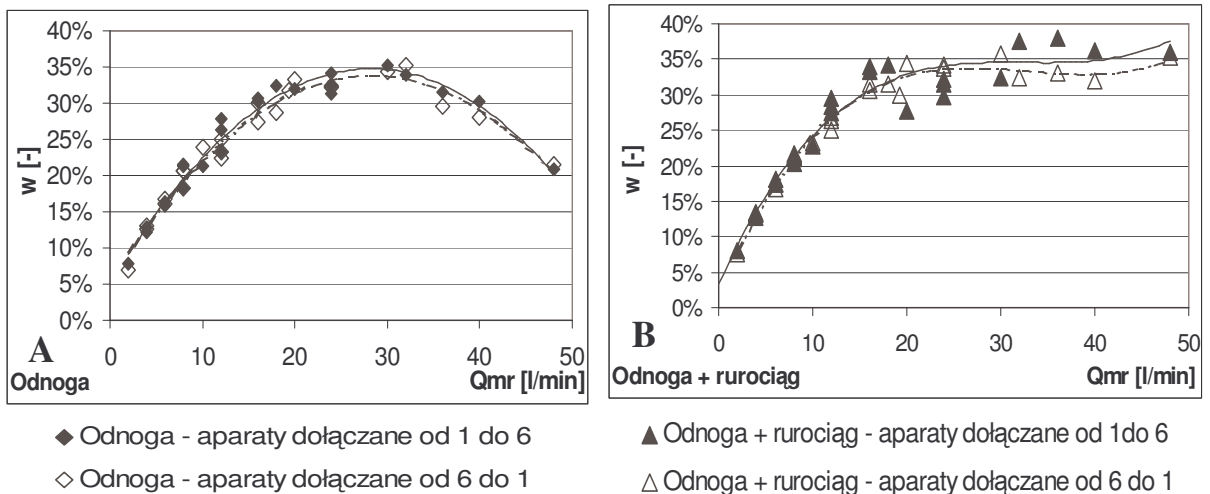 40%
35%
30%
25%
20%
15%
10%
5%
0%
w [-]
0 10 20 30 40 50
A
Odnoga Qmr [l/min]
Odnoga - aparaty dołączane od 1 do 6
Odnoga - aparaty dołączane od 6 do 1
40%
35%
30%
25%
20%
15%
10%
5%
0%
w [-]
0 10 20 30 40 50
B
Odnoga + rurociąg Qmr [l/min]
Odnoga + rurociąg - aparaty dołączane od 1do 6
Odnoga + rurociąg - aparaty dołączane od 6 do 1